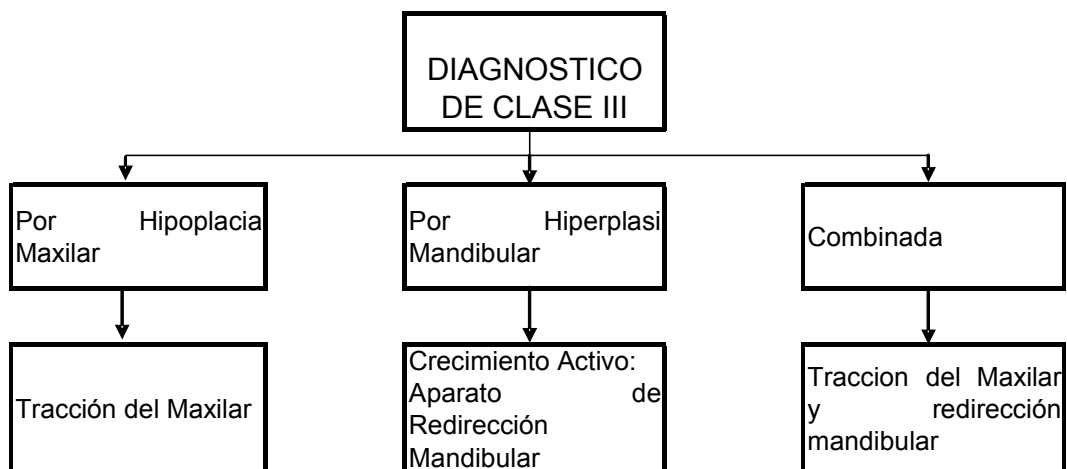 DIAGNOSTICO
DE CLASE III
Por Hipoplacia
Maxilar
Por Hiperplasi
Mandibular
Combinada
Tracción del Maxilar
Crecimiento Activo:
Aparato de
Redirección
Mandibular
Traccion del Maxilar
y redirección
mandibular